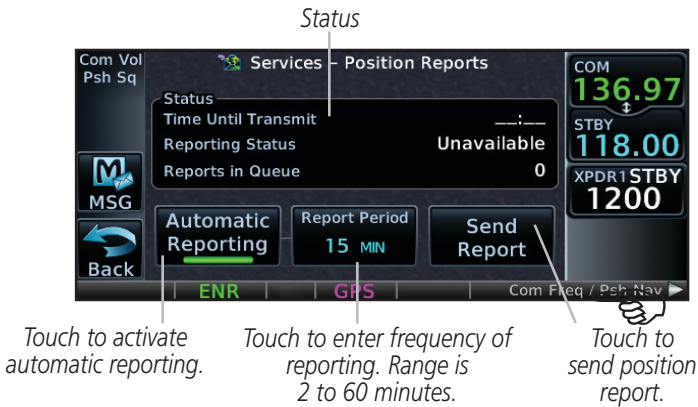 Status
Com Vol
Psh Sq
Services – Position Reports
Status
Time Until Transmit __:__
Reporting Status Unavailable
Reports in Queue 0
COM
136.97
STBY
118.00
XPDR1 STBY
1200
MSG
Back
Automatic
Reporting
Report Period
15 MIN
Send
Report
ENR GPS Com Freq / Psh Nav
Touch to activate
automatic reporting.
Touch to enter frequency of
reporting. Range is
2 to 60 minutes.
Touch to
send position
report.